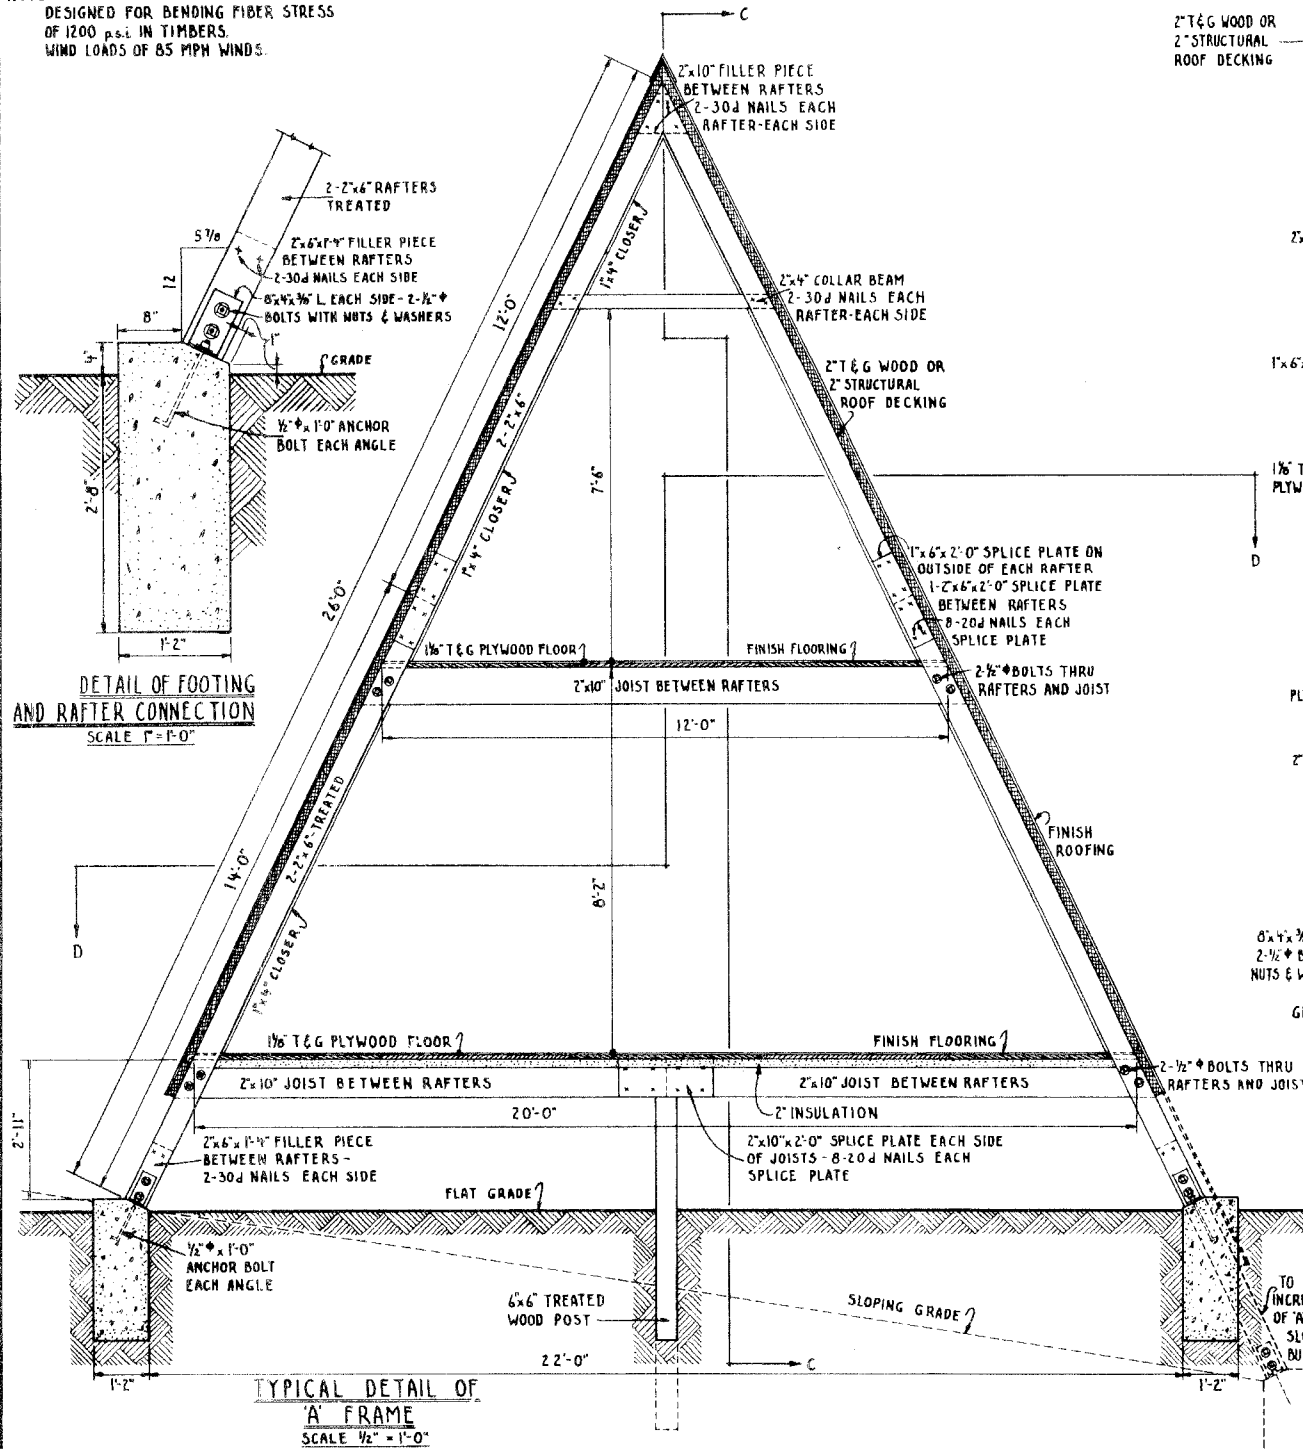 DESIGNED FOR BENDING FIBER STRESS
OF 1200 p.s.i. IN TIMBERS.
WIND LOADS OF 85 MPH WINDS.
C
2" T&G WOOD OR
2" STRUCTURAL
ROOF DECKING
2"x10" FILLER PIECE
BETWEEN RAFTERS
2-30d NAILS EACH
RAFTER-EACH SIDE
2-2"x6" RAFTERS
TREATED
5 7/8
12
2"x6"x1'-4" FILLER PIECE
BETWEEN RAFTERS
2-30d NAILS EACH SIDE
8"x4"x3/8" L EACH SIDE - 2-1/2"ϕ
BOLTS WITH NUTS & WASHERS
8"
1"
4"
GRADE
1/2"ϕ x 1'-0" ANCHOR
BOLT EACH ANGLE
2'-8"
1'-2"
DETAIL OF FOOTING
AND RAFTER CONNECTION
SCALE 1" = 1'-0"
1"x4" CLOSER
12'-0"
2"x4" COLLAR BEAM
2-30d NAILS EACH
RAFTER-EACH SIDE
2" T&G WOOD OR
2" STRUCTURAL
ROOF DECKING
2-2"x6"
7'-6"
1"x4" CLOSER
26'-0"
D
1"x6"x2'-0" SPLICE PLATE ON
OUTSIDE OF EACH RAFTER
1-2"x6"x2'-0" SPLICE PLATE
BETWEEN RAFTERS
8-20d NAILS EACH
SPLICE PLATE
1 1/8" T&G PLYWOOD FLOOR
FINISH FLOORING
2"x10" JOIST BETWEEN RAFTERS
2-1/2"ϕ BOLTS THRU
RAFTERS AND JOIST
12'-0"
2-2"x6"-TREATED
14'-0"
8'-2"
FINISH
ROOFING
D
1"x4" CLOSER
1 1/8" T&G PLYWOOD FLOOR
FINISH FLOORING
2"x10" JOIST BETWEEN RAFTERS
2"x10" JOIST BETWEEN RAFTERS
2-1/2"ϕ BOLTS THRU
RAFTERS AND JOIST
2'-11"
20'-0"
2" INSULATION
2"x6"x1'-4" FILLER PIECE
BETWEEN RAFTERS-
2-30d NAILS EACH SIDE
2"x10"x2'-0" SPLICE PLATE EACH SIDE
OF JOISTS - 8-20d NAILS EACH
SPLICE PLATE
FLAT GRADE
1/2"ϕ x 1'-0"
ANCHOR BOLT
EACH ANGLE
6"x6" TREATED
WOOD POST
SLOPING GRADE
TO
22'-0"
C
1'-2"
1'-2"
TYPICAL DETAIL OF
'A' FRAME
SCALE 1/2" = 1'-0"